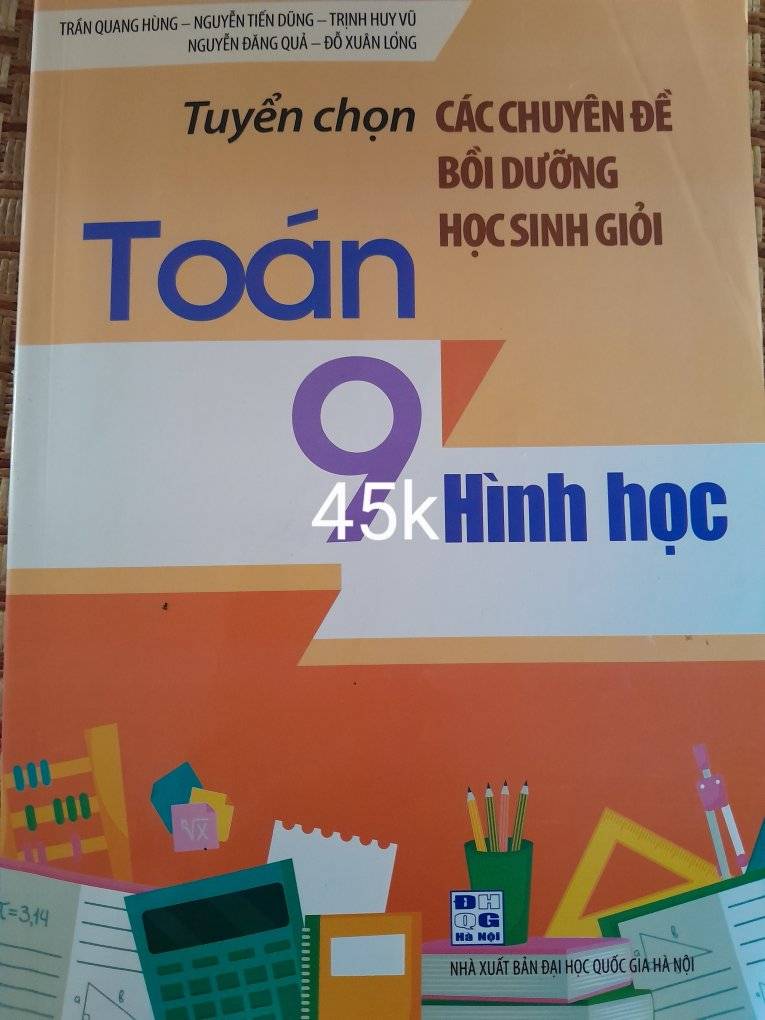 TRẦN QUANG HÙNG – NGUYỄN TIẾN DŨNG – TRỊNH HUY VŨ
NGUYỄN ĐĂNG QUẢ – ĐỖ XUÂN LONG
Tuyển chọn CÁC CHUYÊN ĐỀ
BỒI DƯỠNG
HỌC SINH GIỎI
Toán
9
45k Hình học
√x
π=3,14
a
B
a
B
ĐH
QG
Hà Nội
NHÀ XUẤT BẢN ĐẠI HỌC QUỐC GIA HÀ NỘI